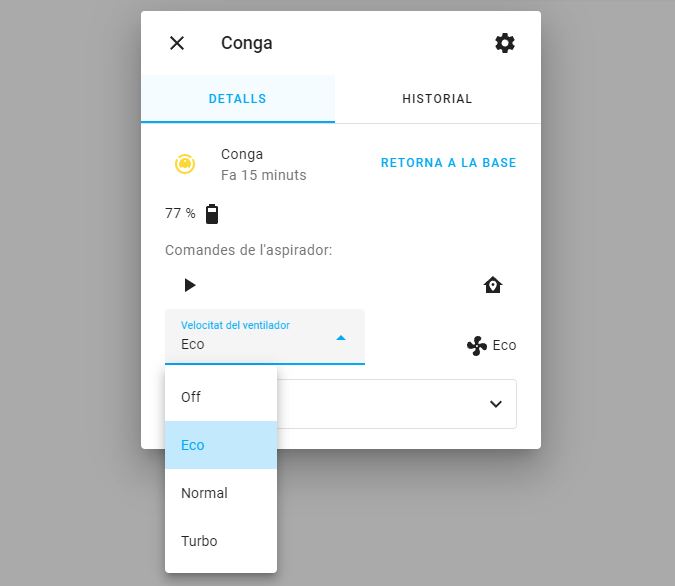 Conga
DETALLS
HISTORIAL
Conga
RETORNA A LA BASE
Fa 15 minuts
77 %
Comandes de l'aspirador:
Velocitat del ventilador
Eco
Eco
Off
Eco
Normal
Turbo